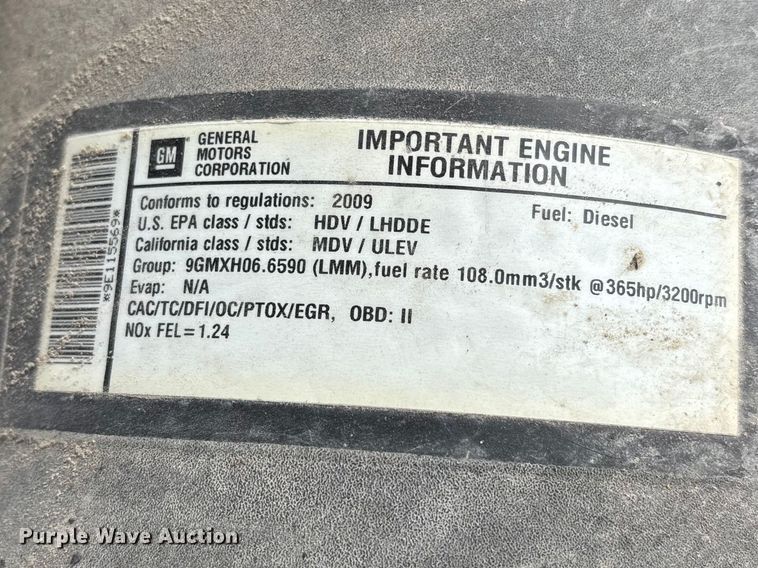 GM
GENERAL
MOTORS
CORPORATION
IMPORTANT ENGINE
INFORMATION
Conforms to regulations: 2009
Fuel: Diesel
U.S. EPA class / stds: HDV / LHDDE
California class / stds: MDV / ULEV
Group: 9GMXH06.6590 (LMM),fuel rate 108.0mm3/stk @365hp/3200rpm
Evap: N/A
CAC/TC/DFI/OC/PTOX/EGR, OBD: II
NOx FEL=1.24
*9E115569*
Purple Wave Auction®